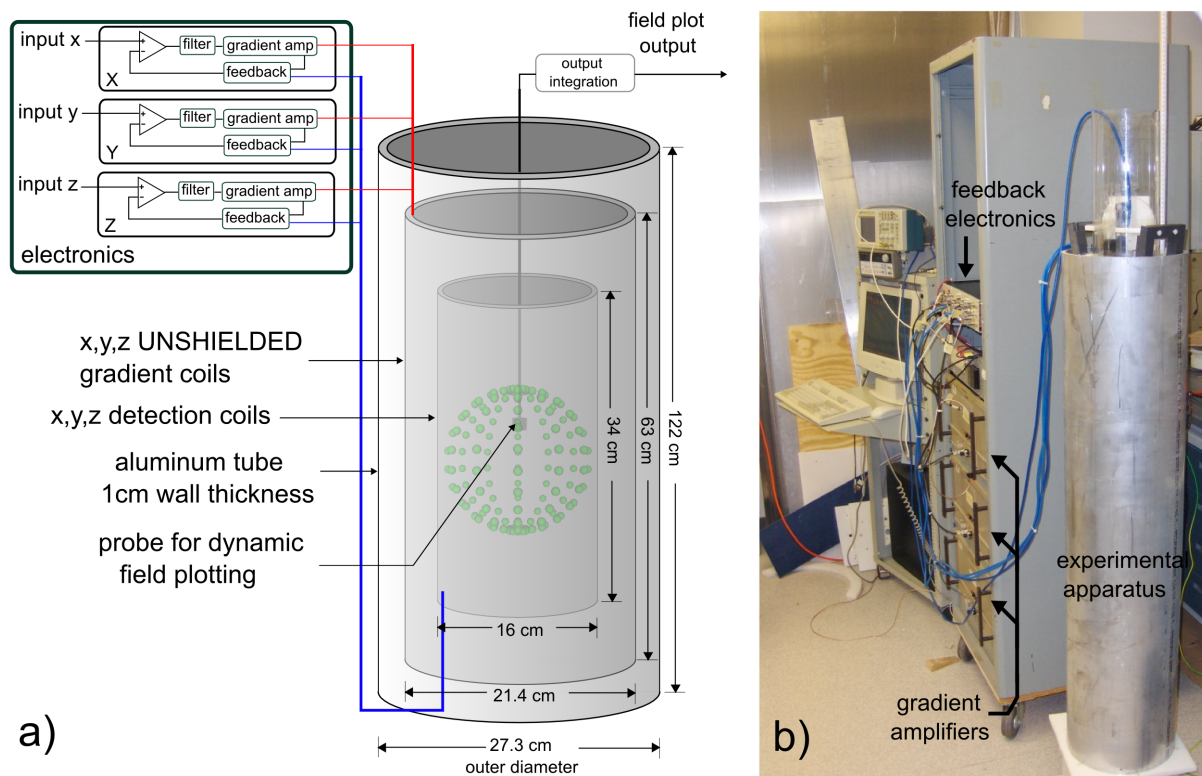 input x
+
−
filter
gradient amp
feedback
X
input y
+
−
filter
gradient amp
feedback
Y
input z
+
−
filter
gradient amp
feedback
Z
electronics
field plot
output
output
integration
x,y,z UNSHIELDED
gradient coils
x,y,z detection coils
aluminum tube
1cm wall thickness
probe for dynamic
field plotting
34 cm
63 cm
122 cm
16 cm
21.4 cm
27.3 cm
outer diameter
a)
feedback
electronics
experimental
apparatus
gradient
amplifiers
b)